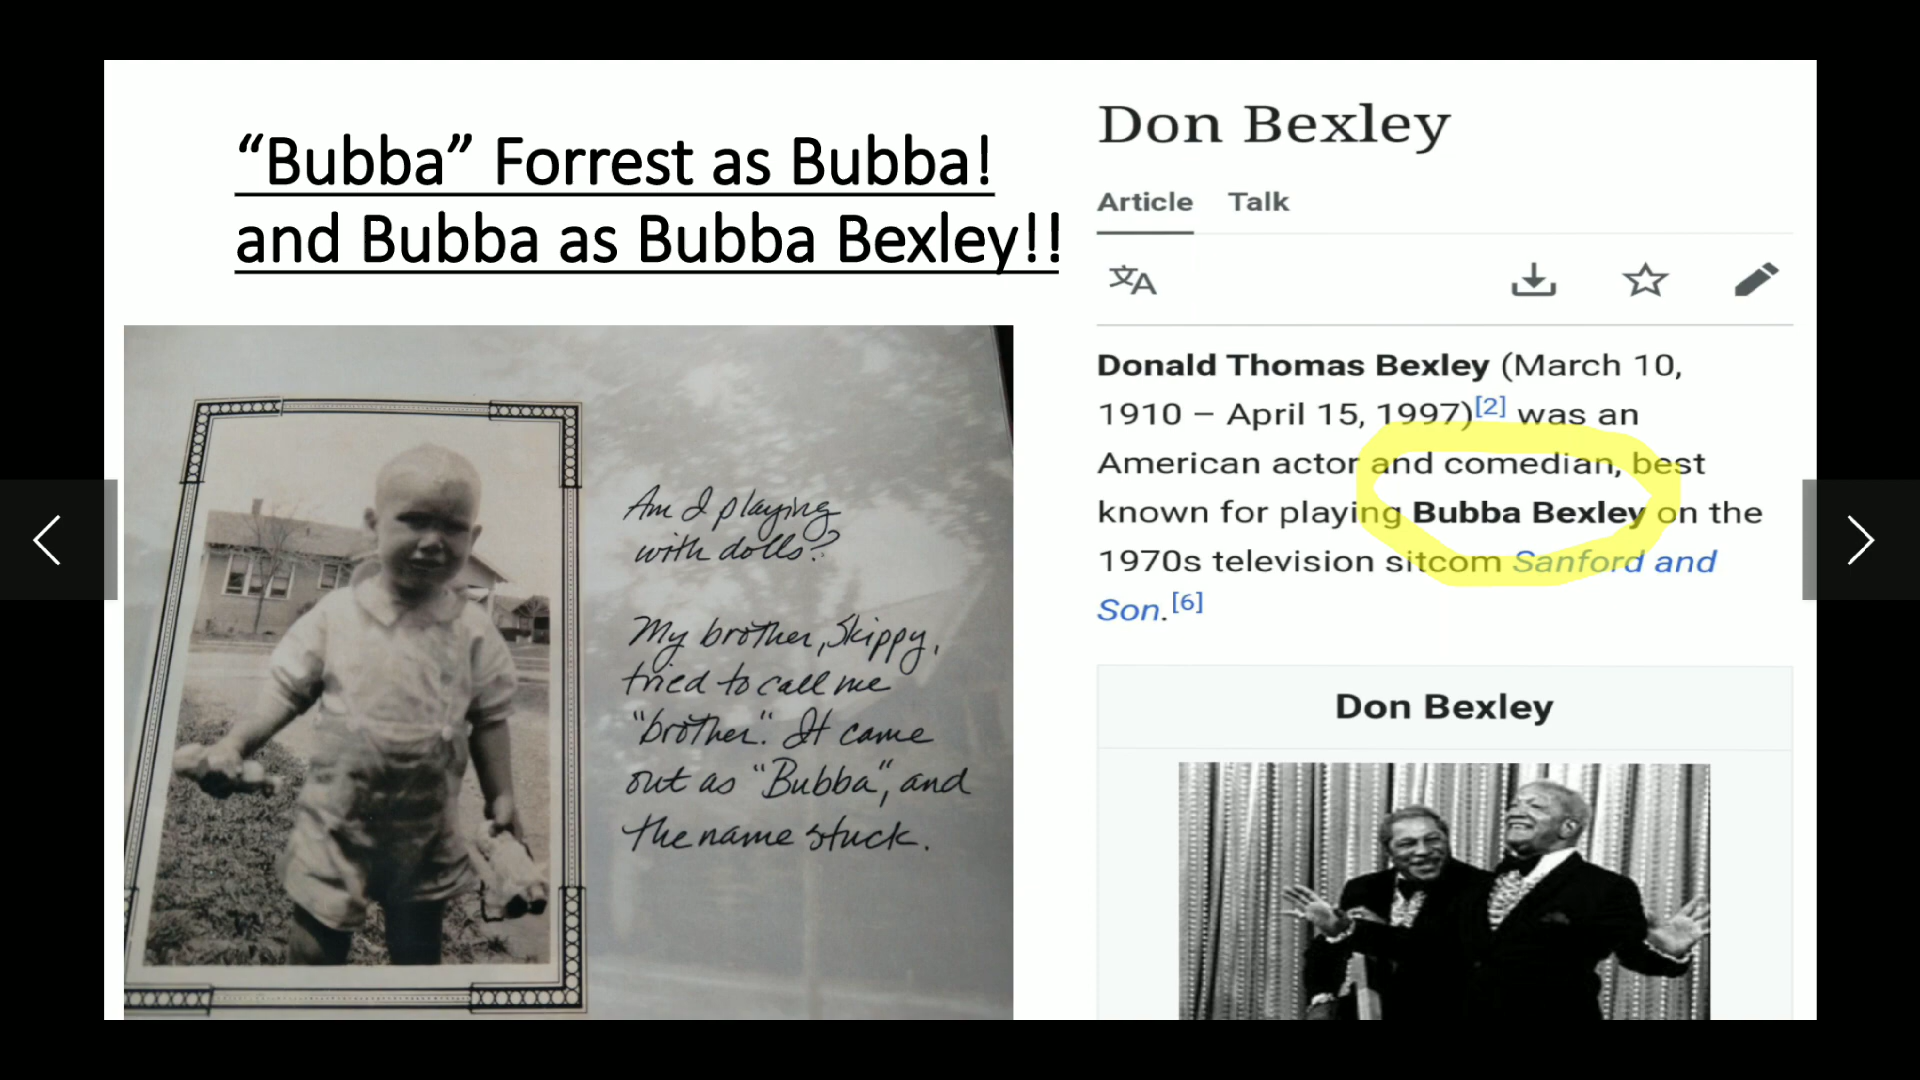 “Bubba” Forrest as Bubba!
and Bubba as Bubba Bexley!!
Am I playing
with dolls?
My brother, Skippy,
tried to call me
"brother". It came
out as "Bubba", and
the name stuck.
Don Bexley
Article Talk
文A
Donald Thomas Bexley (March 10,
1910 – April 15, 1997)[2] was an
American actor and comedian, best
known for playing Bubba Bexley on the
1970s television sitcom Sanford and
Son.[6]
Don Bexley